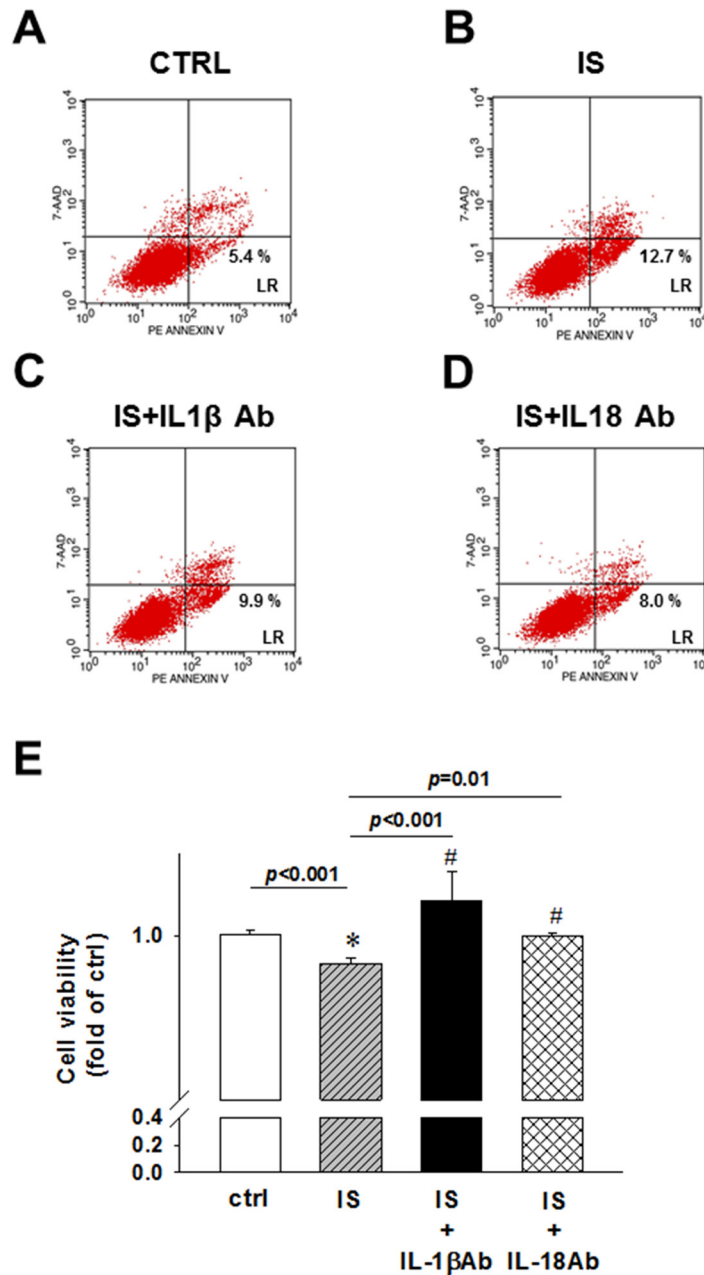 A
CTRL
10^4
10^3
10^2
10^1
10^0
7-AAD
5.4 %
LR
10^0 10^1 10^2 10^3 10^4
PE ANNEXIN V
B
IS
10^4
10^3
10^2
10^1
10^0
7-AAD
12.7 %
LR
10^0 10^1 10^2 10^3 10^4
PE ANNEXIN V
C
IS+IL1β Ab
10^4
10^3
10^2
10^1
10^0
7-AAD
9.9 %
LR
10^0 10^1 10^2 10^3 10^4
PE ANNEXIN V
D
IS+IL18 Ab
10^4
10^3
10^2
10^1
10^0
7-AAD
8.0 %
LR
10^0 10^1 10^2 10^3 10^4
PE ANNEXIN V
E
p=0.01
p<0.001
p<0.001
#
#
*
Cell viability
(fold of ctrl)
1.0
0.4
0.2
0.0
ctrl IS IS IS
+ +
IL-1βAb IL-18Ab